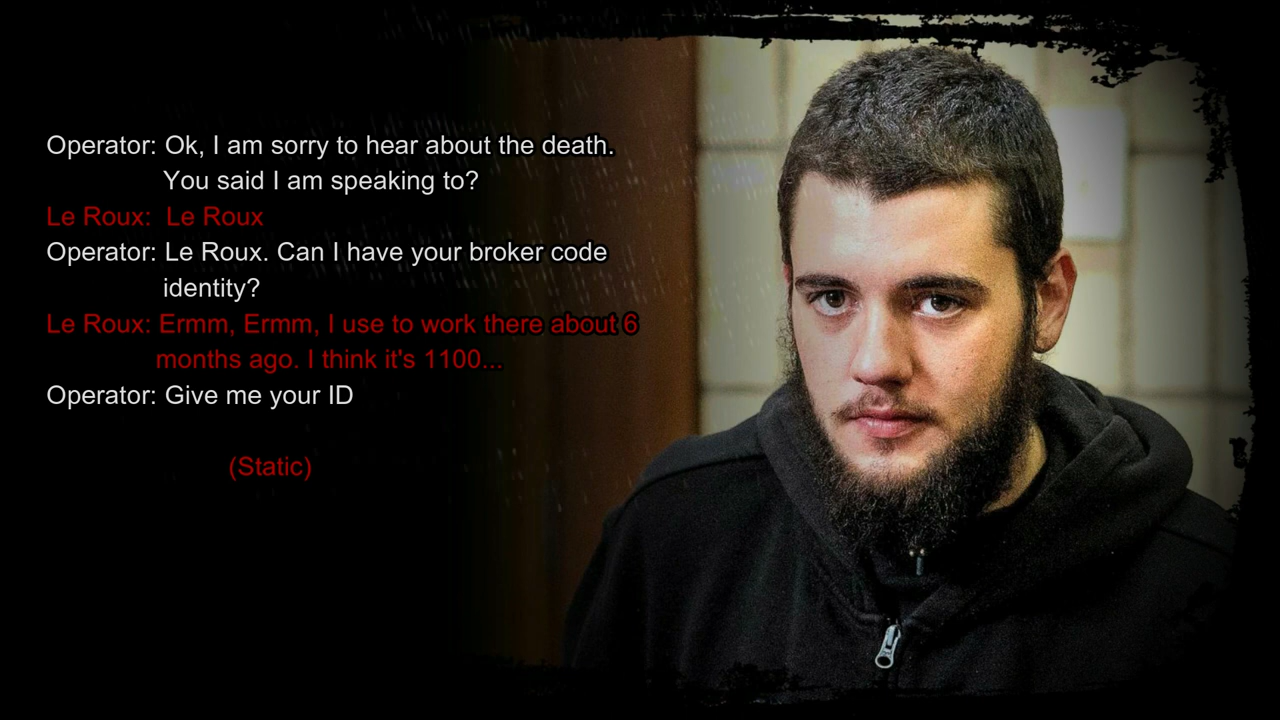 Operator: Ok, I am sorry to hear about the death.
You said I am speaking to?
Le Roux: Le Roux
Operator: Le Roux. Can I have your broker code
identity?
Le Roux: Ermm, Ermm, I use to work there about 6
months ago. I think it's 1100...
Operator: Give me your ID
(Static)